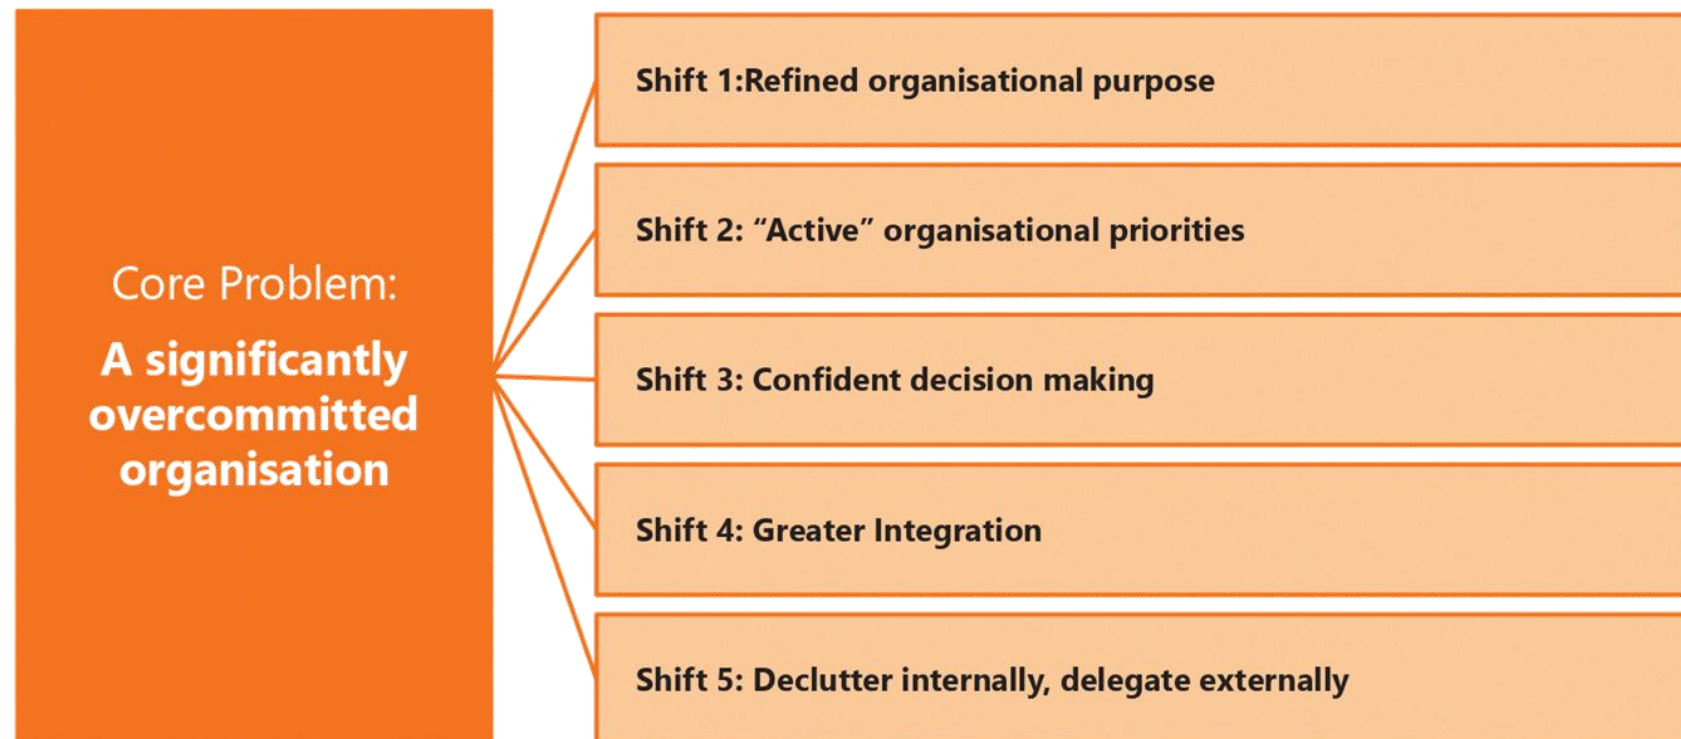 Core Problem:
A significantly
overcommitted
organisation
Shift 1:Refined organisational purpose
Shift 2: “Active” organisational priorities
Shift 3: Confident decision making
Shift 4: Greater Integration
Shift 5: Declutter internally, delegate externally